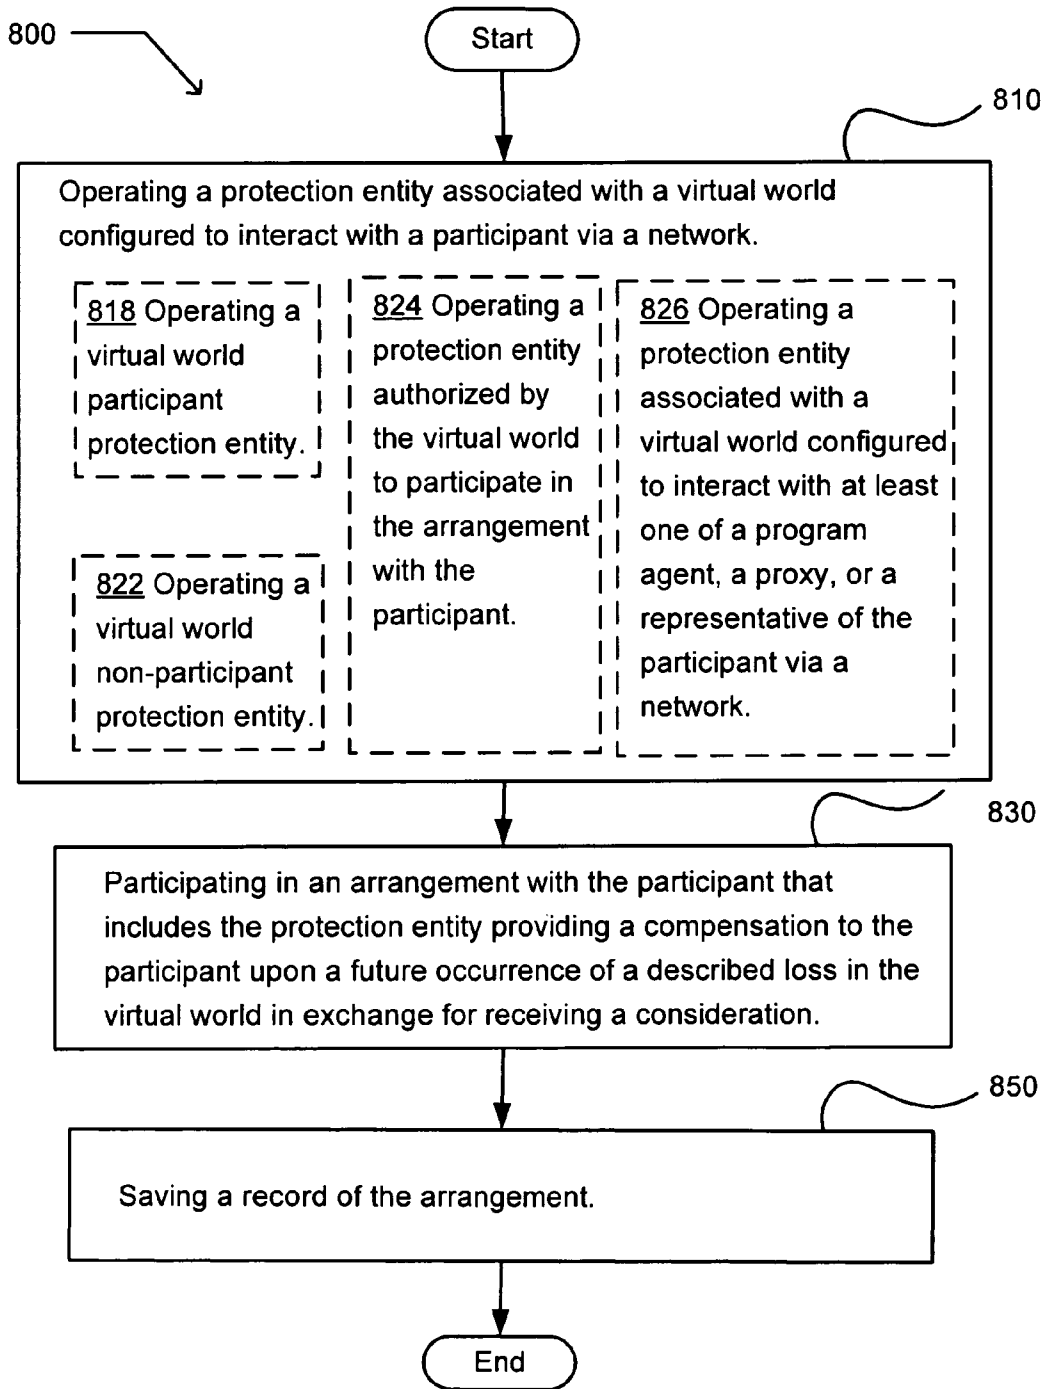 800
Start
810
Operating a protection entity associated with a virtual world
configured to interact with a participant via a network.
818 Operating a
virtual world
participant
protection entity.
822 Operating a
virtual world
non-participant
protection entity.
824 Operating a
protection entity
authorized by
the virtual world
to participate in
the arrangement
with the
participant.
826 Operating a
protection entity
associated with a
virtual world configured
to interact with at least
one of a program
agent, a proxy, or a
representative of the
participant via a
network.
830
Participating in an arrangement with the participant that
includes the protection entity providing a compensation to the
participant upon a future occurrence of a described loss in the
virtual world in exchange for receiving a consideration.
850
Saving a record of the arrangement.
End